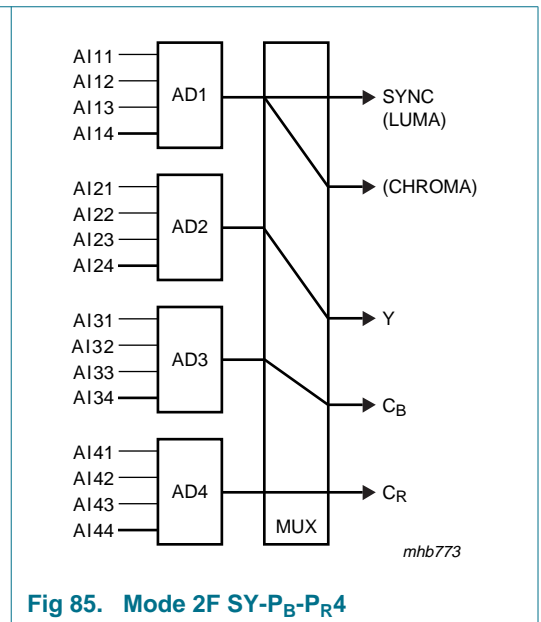 AI11
AI12
AI13
AI14
AD1
SYNC
(LUMA)
(CHROMA)
AI21
AI22
AI23
AI24
AD2
Y
AI31
AI32
AI33
AI34
AD3
CB
AI41
AI42
AI43
AI44
AD4
CR
MUX
mhb773
Fig 85. Mode 2F SY-PB-PR4